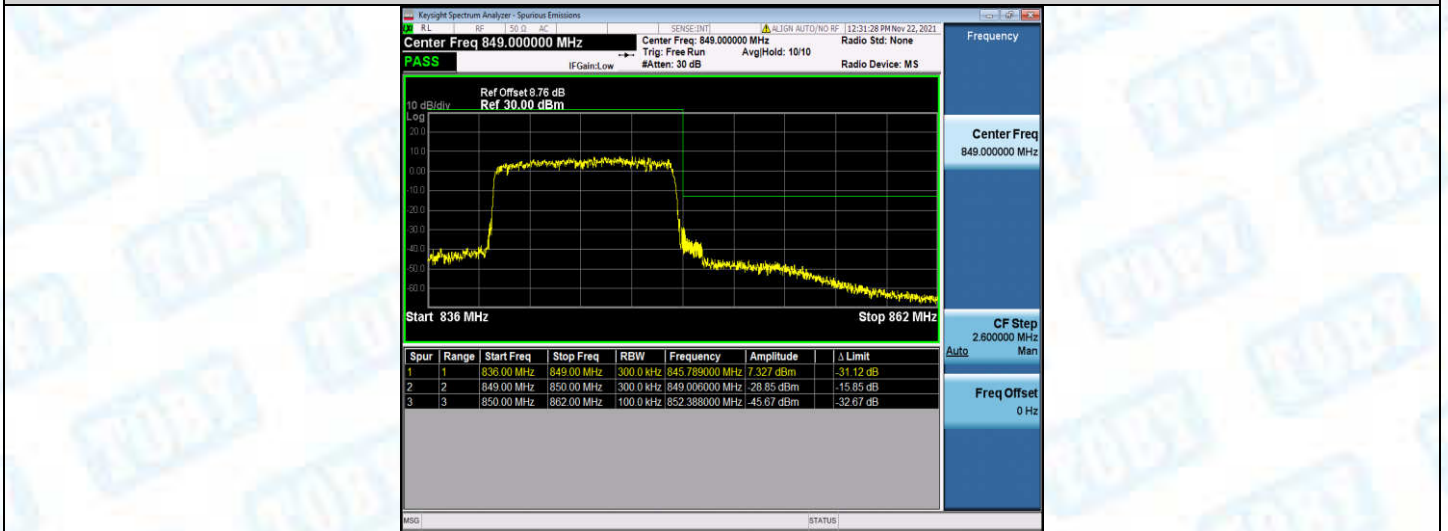 Keysight Spectrum Analyzer - Spurious Emissions
RL RF 50 Ω AC SENSE:INT ALIGN AUTO/NO RF 12:31:28 PM Nov 22, 2021
Center Freq 849.000000 MHz
Center Freq: 849.000000 MHz Radio Std: None
Trig: Free Run Avg|Hold: 10/10
PASS IFGain:Low #Atten: 30 dB Radio Device: MS
Ref Offset 8.76 dB
10 dB/div Ref 30.00 dBm
Log
20.0
10.0
0.00
-10.0
-20.0
-30.0
-40.0
-50.0
-60.0
Start 836 MHz Stop 862 MHz
Spur Range Start Freq Stop Freq RBW Frequency Amplitude Δ Limit
1 1 836.00 MHz 849.00 MHz 300.0 kHz 845.789000 MHz 7.327 dBm -31.12 dB
2 2 849.00 MHz 850.00 MHz 300.0 kHz 849.006000 MHz -28.85 dBm -15.85 dB
3 3 850.00 MHz 862.00 MHz 100.0 kHz 852.388000 MHz -45.67 dBm -32.67 dB
MSG STATUS
Frequency
Center Freq
849.000000 MHz
CF Step
2.600000 MHz
Auto Man
Freq Offset
0 Hz